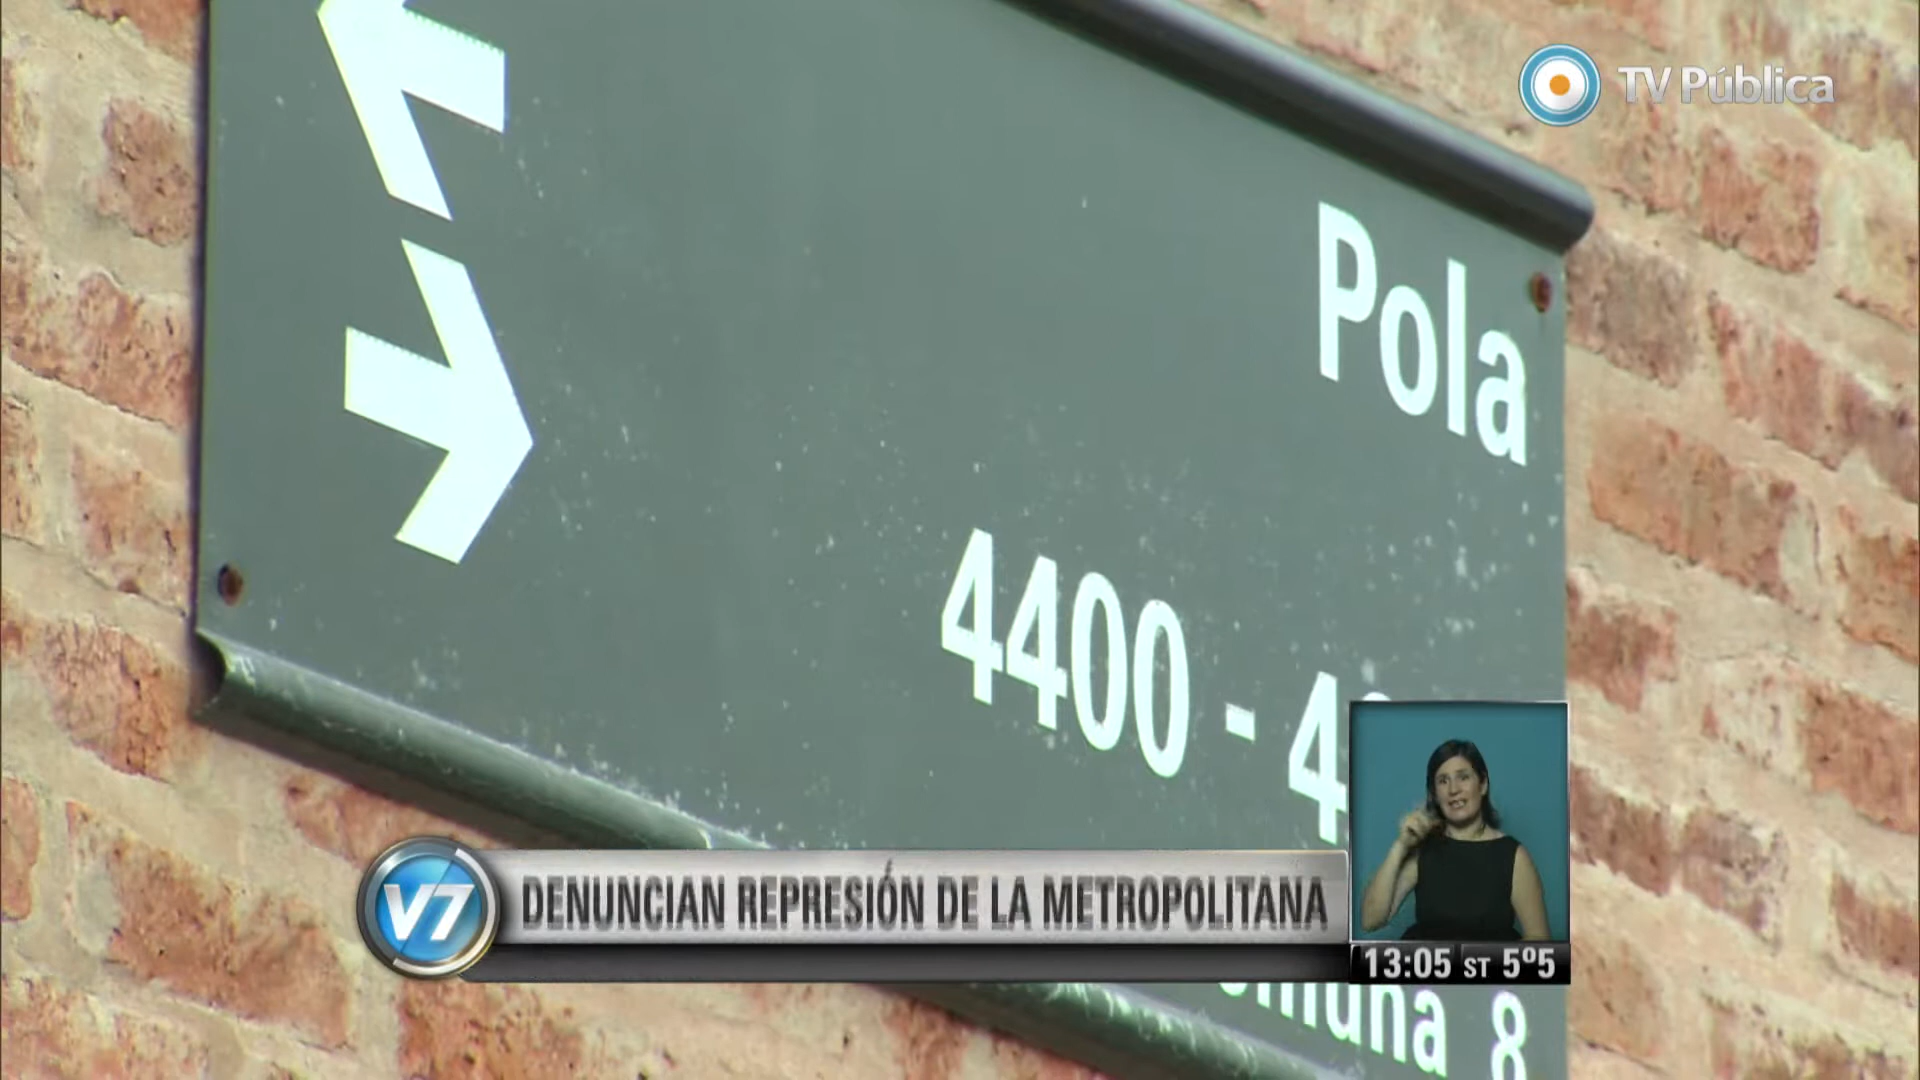 TV Pública
Pola
4400 - 4
V7
DENUNCIAN REPRESIÓN DE LA METROPOLITANA
13:05 ST 5º5
8